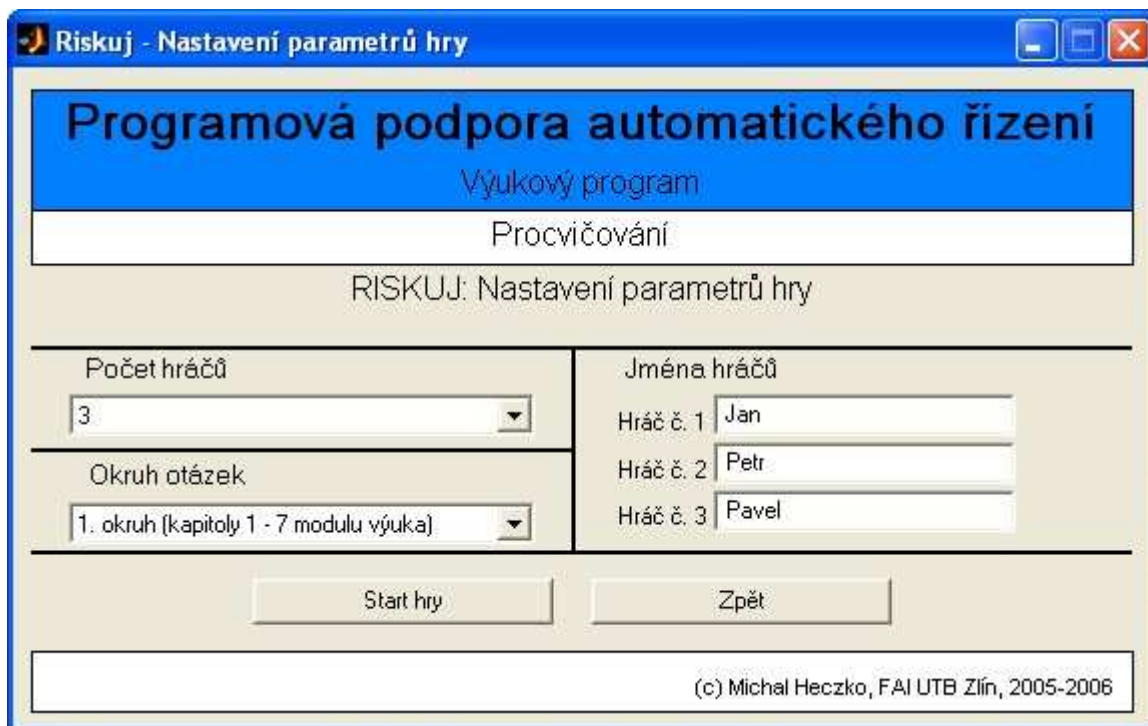 Riskuj - Nastavení parametrů hry
Programová podpora automatického řízení
Výukový program
Procvičování
RISKUJ: Nastavení parametrů hry
Počet hráčů
3
Okruh otázek
1. okruh (kapitoly 1 - 7 modulu výuka)
Jména hráčů
Hráč č. 1 Jan
Hráč č. 2 Petr
Hráč č. 3 Pavel
Start hry
Zpět
(c) Michal Heczko, FAI UTB Zlín, 2005-2006